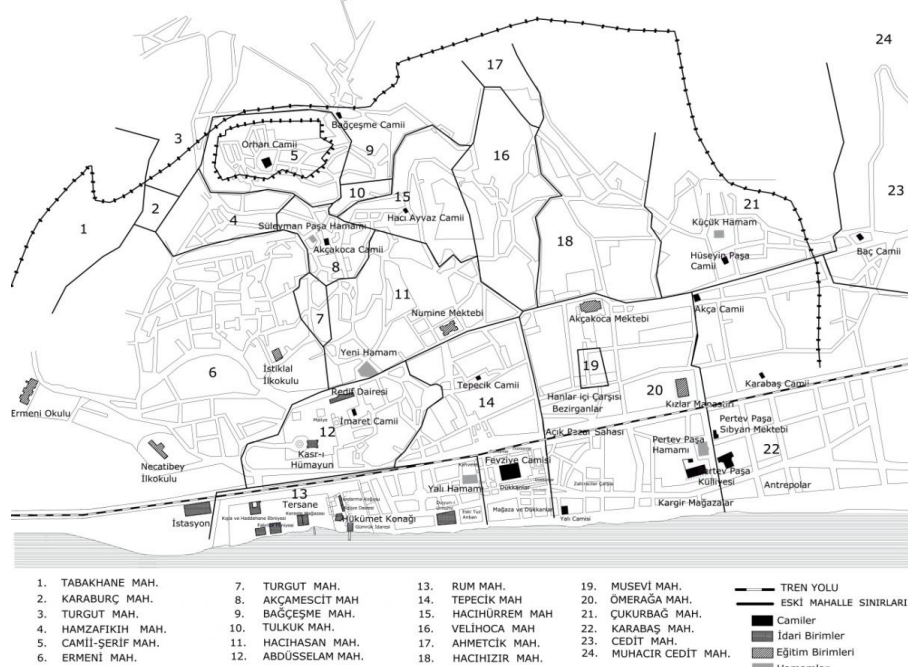 24
17
Bağçeşme Camii
3
Orhan Camii
5
9
16
10
15
23
1
2
4
Hacı Ayvaz Camii
21
Küçük Hamam
Süleyman Paşa Hamamı
Akçakoca Camii
18
Hüseyin Paşa
Camii
Baç Camii
8
11
7
Numine Mektebi
Akçakoca Mektebi
Akça Camii
6
İstiklal
İlkokulu
Yeni Hamam
19
Ermeni Okulu
Redif Dairesi
Tepecik Camii
Hanlar içi Çarşısı
Bezirganlar
20
Kızlar Manastırı
Karabaş Camii
14
İmaret Camii
12
Açık Pazar Sahası
Pertev Paşa
Sıbyan Mektebi
Kasr-ı
Hümayun
Necatibey
İlkokulu
Pertev Paşa
Hamamı
22
Fevziye Camisi
Pertev Paşa
Külliyesi
13
Tersane
Yalı Hamamı
Dükkanlar
Antrepolar
Kargir Mağazalar
İstasyon
Hükümet Konağı
Gümrük İdaresi
Mağaza ve Dükkanlar
Yalı Camisi
1. TABAKHANE MAH.
2. KARABURÇ MAH.
3. TURGUT MAH.
4. HAMZAFIKIH MAH.
5. CAMİİ-ŞERİF MAH.
6. ERMENİ MAH.
7. TURGUT MAH.
8. AKÇAMESCİT MAH
9. BAĞÇEŞME MAH.
10. TULKUK MAH.
11. HACIHASAN MAH.
12. ABDÜSSELAM MAH.
13. RUM MAH.
14. TEPECİK MAH
15. HACIHÜRREM MAH
16. VELİHOCA MAH
17. AHMETCİK MAH.
18. HACIHIZIR MAH.
19. MUSEVİ MAH.
20. ÖMERAĞA MAH.
21. ÇUKURBAĞ MAH.
22. KARABAŞ MAH.
23. CEDİT MAH.
24. MUHACIR CEDİT MAH.
TREN YOLU
ESKİ MAHALLE SINIRLARI
Camiler
İdari Birimler
Eğitim Birimleri
Hamamlar